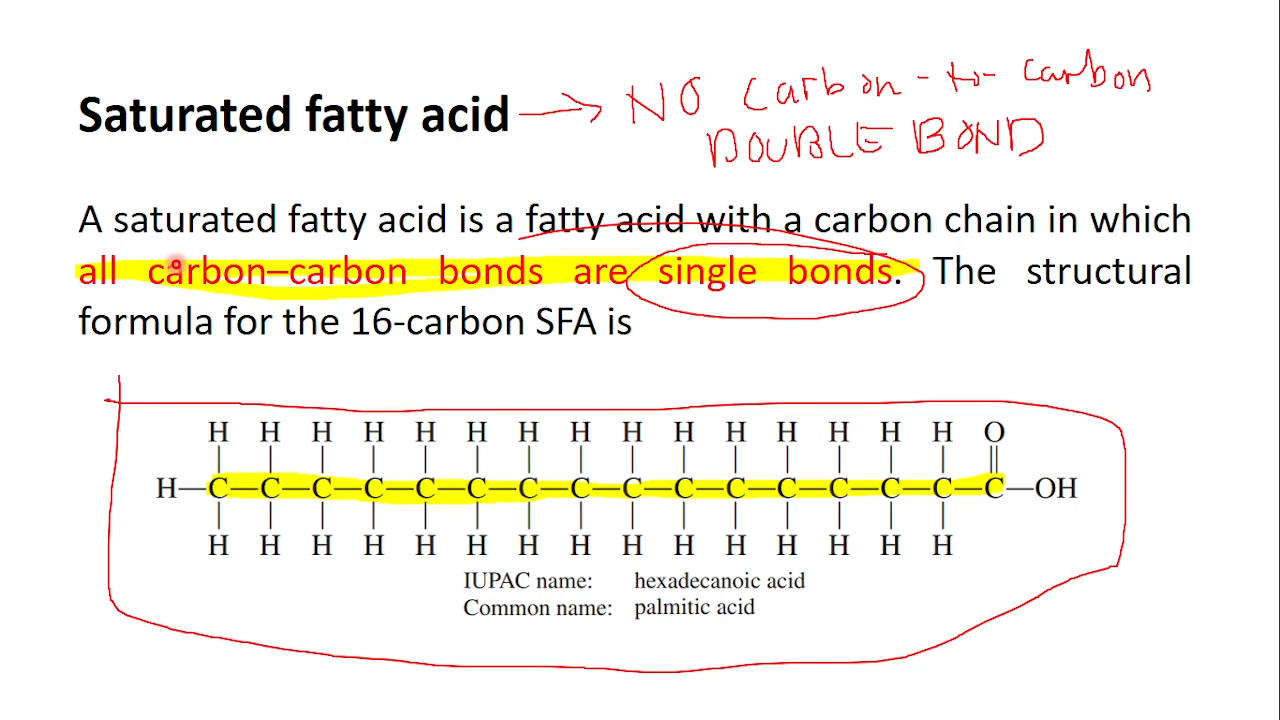 Saturated fatty acid
NO carbon-to-carbon
DOUBLE BOND
A saturated fatty acid is a fatty acid with a carbon chain in which
all carbon–carbon bonds are single bonds. The structural
formula for the 16-carbon SFA is
H H H H H H H H H H H H H H H O
H—C—C—C—C—C—C—C—C—C—C—C—C—C—C—C—C—OH
H H H H H H H H H H H H H H H
IUPAC name: hexadecanoic acid
Common name: palmitic acid